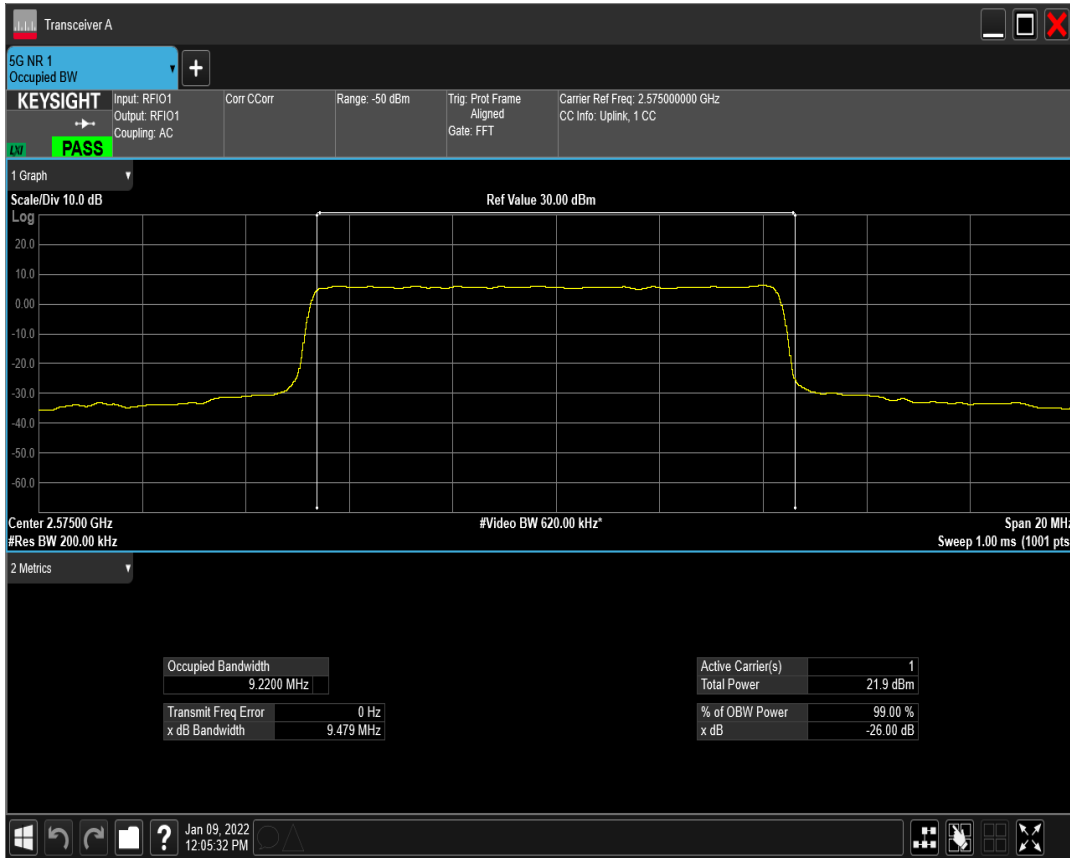 Transceiver A
5G NR 1
Occupied BW
KEYSIGHT
LXI
PASS
Input: RFIO1
Output: RFIO1
Coupling: AC
Corr CCorr
Range: -50 dBm
Trig: Prot Frame
Aligned
Gate: FFT
Carrier Ref Freq: 2.575000000 GHz
CC Info: Uplink, 1 CC
1 Graph
Scale/Div 10.0 dB
Ref Value 30.00 dBm
Log
20.0
10.0
0.00
-10.0
-20.0
-30.0
-40.0
-50.0
-60.0
Center 2.57500 GHz
#Video BW 620.00 kHz*
Span 20 MHz
#Res BW 200.00 kHz
Sweep 1.00 ms (1001 pts
2 Metrics
Occupied Bandwidth
9.2200 MHz
Transmit Freq Error 0 Hz
x dB Bandwidth 9.479 MHz
Active Carrier(s) 1
Total Power 21.9 dBm
% of OBW Power 99.00 %
x dB -26.00 dB
?
Jan 09, 2022
12:05:32 PM